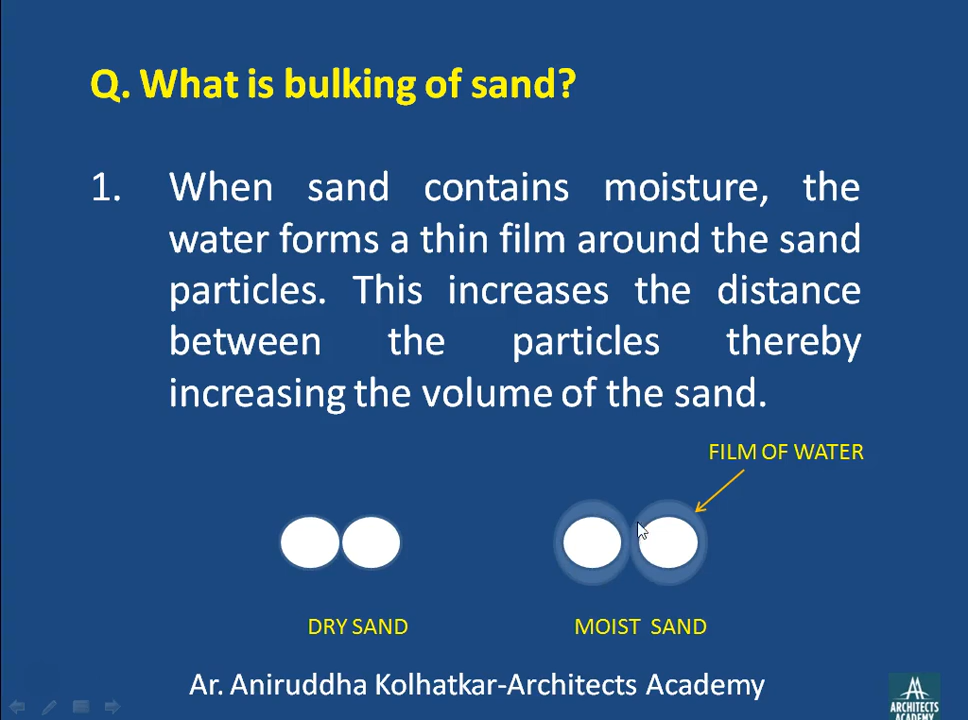 Q. What is bulking of sand?
1. When sand contains moisture, the
water forms a thin film around the sand
particles. This increases the distance
between the particles thereby
increasing the volume of the sand.
FILM OF WATER
DRY SAND
MOIST SAND
Ar. Aniruddha Kolhatkar-Architects Academy
ARCHITECTS
ACADEMY